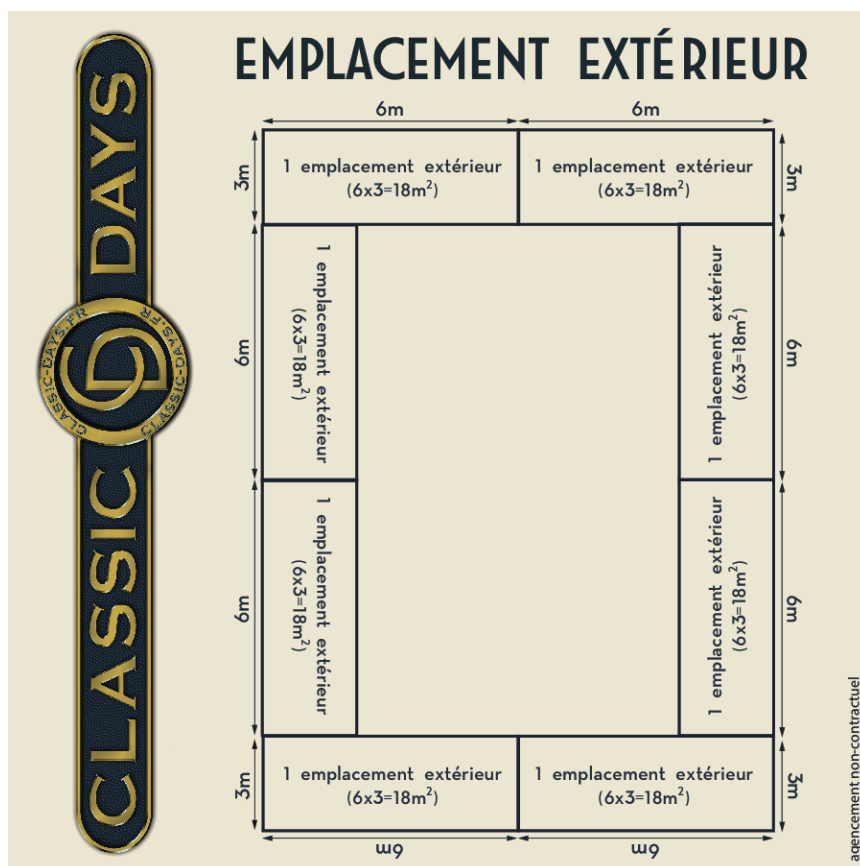 EMPLACEMENT EXTÉRIEUR
CLASSIC DAYS
CLASSIC-DAYS.FR
CLASSIC-DAYS.FR
CD
6m
6m
3m
1 emplacement extérieur
(6x3=18m²)
1 emplacement extérieur
(6x3=18m²)
3m
6m
1 emplacement extérieur
(6x3=18m²)
1 emplacement extérieur
(6x3=18m²)
6m
6m
1 emplacement extérieur
(6x3=18m²)
1 emplacement extérieur
(6x3=18m²)
6m
3m
1 emplacement extérieur
(6x3=18m²)
1 emplacement extérieur
(6x3=18m²)
3m
6m
6m
agencement non-contractuel